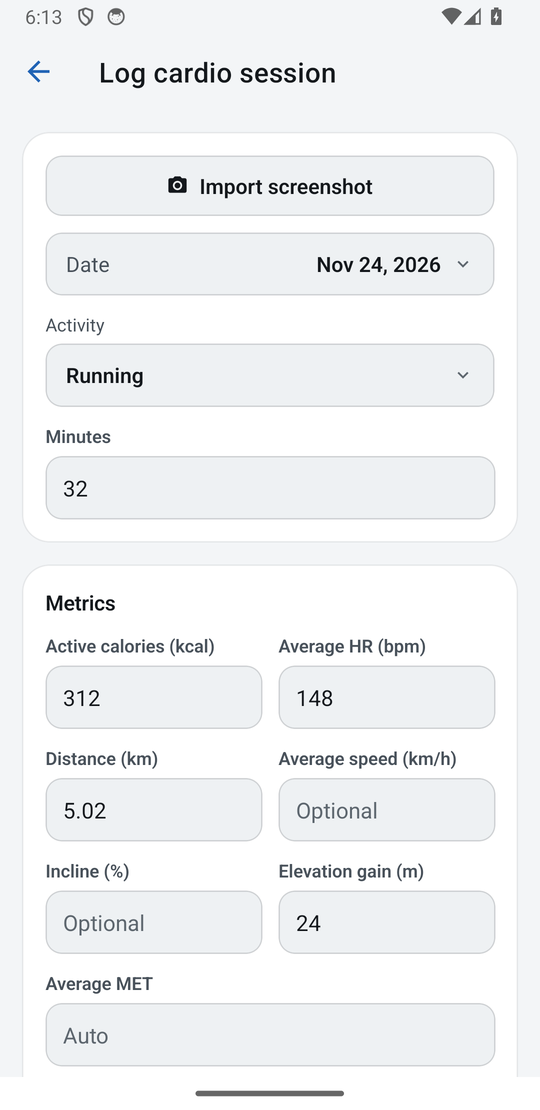 6:13
Log cardio session
Import screenshot
Date Nov 24, 2026
Activity
Running
Minutes
32
Metrics
Active calories (kcal) Average HR (bpm)
312 148
Distance (km) Average speed (km/h)
5.02 Optional
Incline (%) Elevation gain (m)
Optional 24
Average MET
Auto